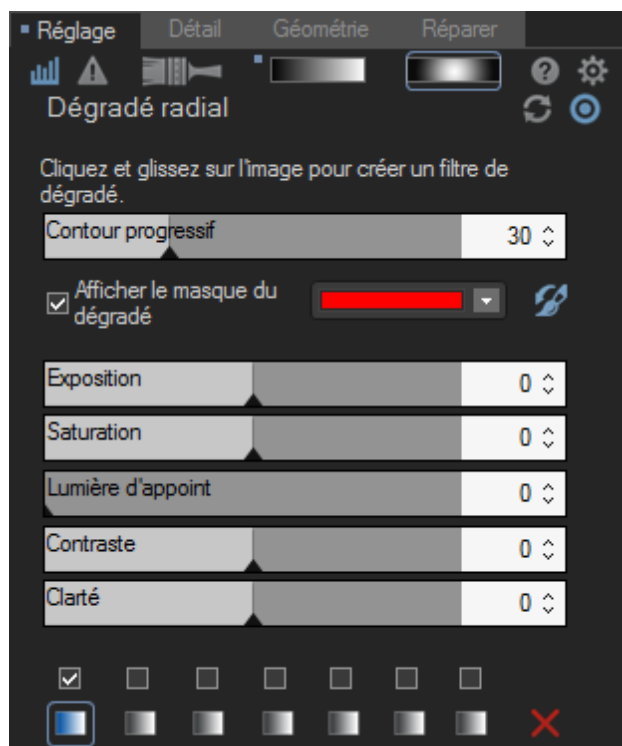 Réglage Détail Géométrie Réparer
Dégradé radial
Cliquez et glissez sur l'image pour créer un filtre de
dégradé.
Contour progressif 30
Afficher le masque du
dégradé
Exposition 0
Saturation 0
Lumière d'appoint 0
Contraste 0
Clarté 0